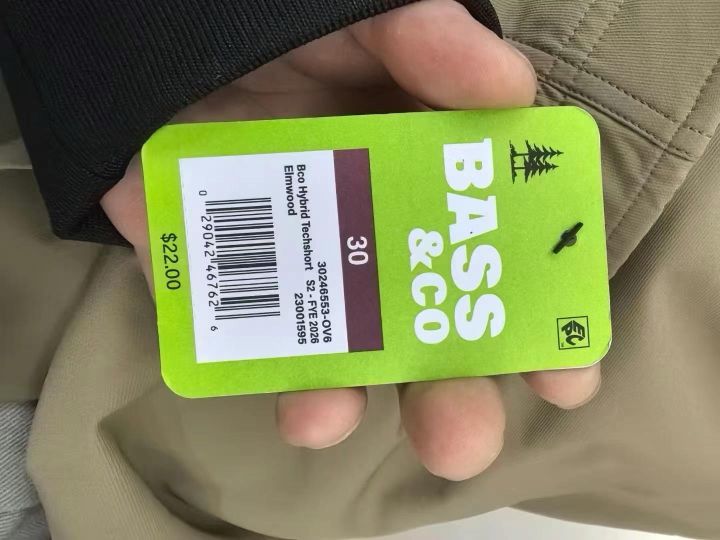 BASS
& CO
30
30246553-OV6
Bco Hybrid Techshort S2 - FYE 2026
Elmwood 23001595
0 29042 46762 6
$22.00